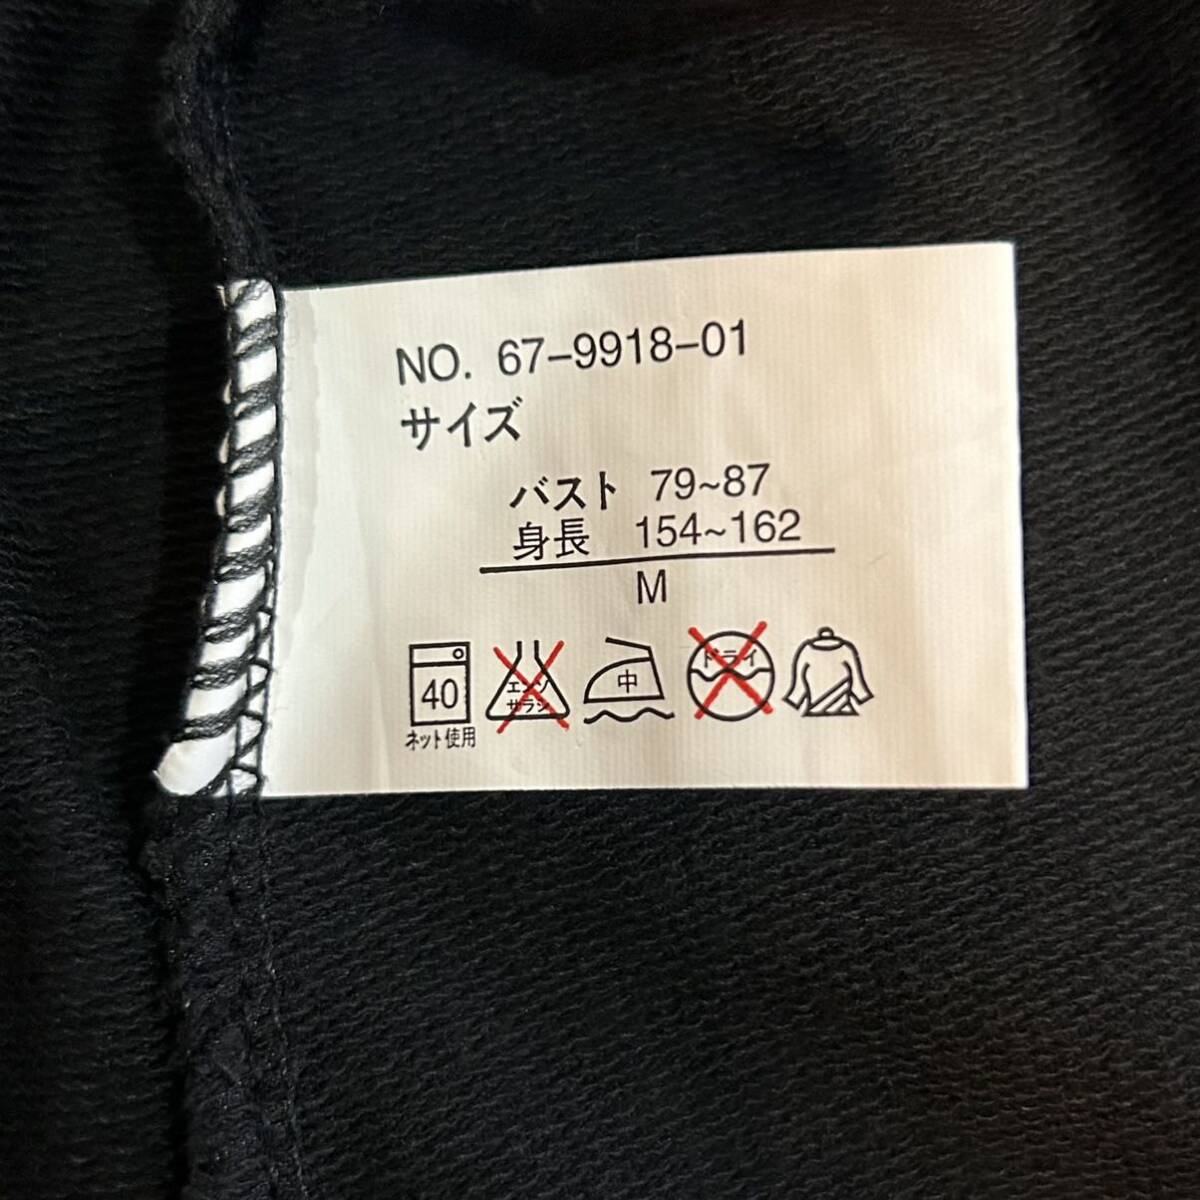 NO. 67-9918-01
サイズ
バスト 79~87
身長 154~162
M
40
ネット使用
エンソ
サラシ
中
ドライ